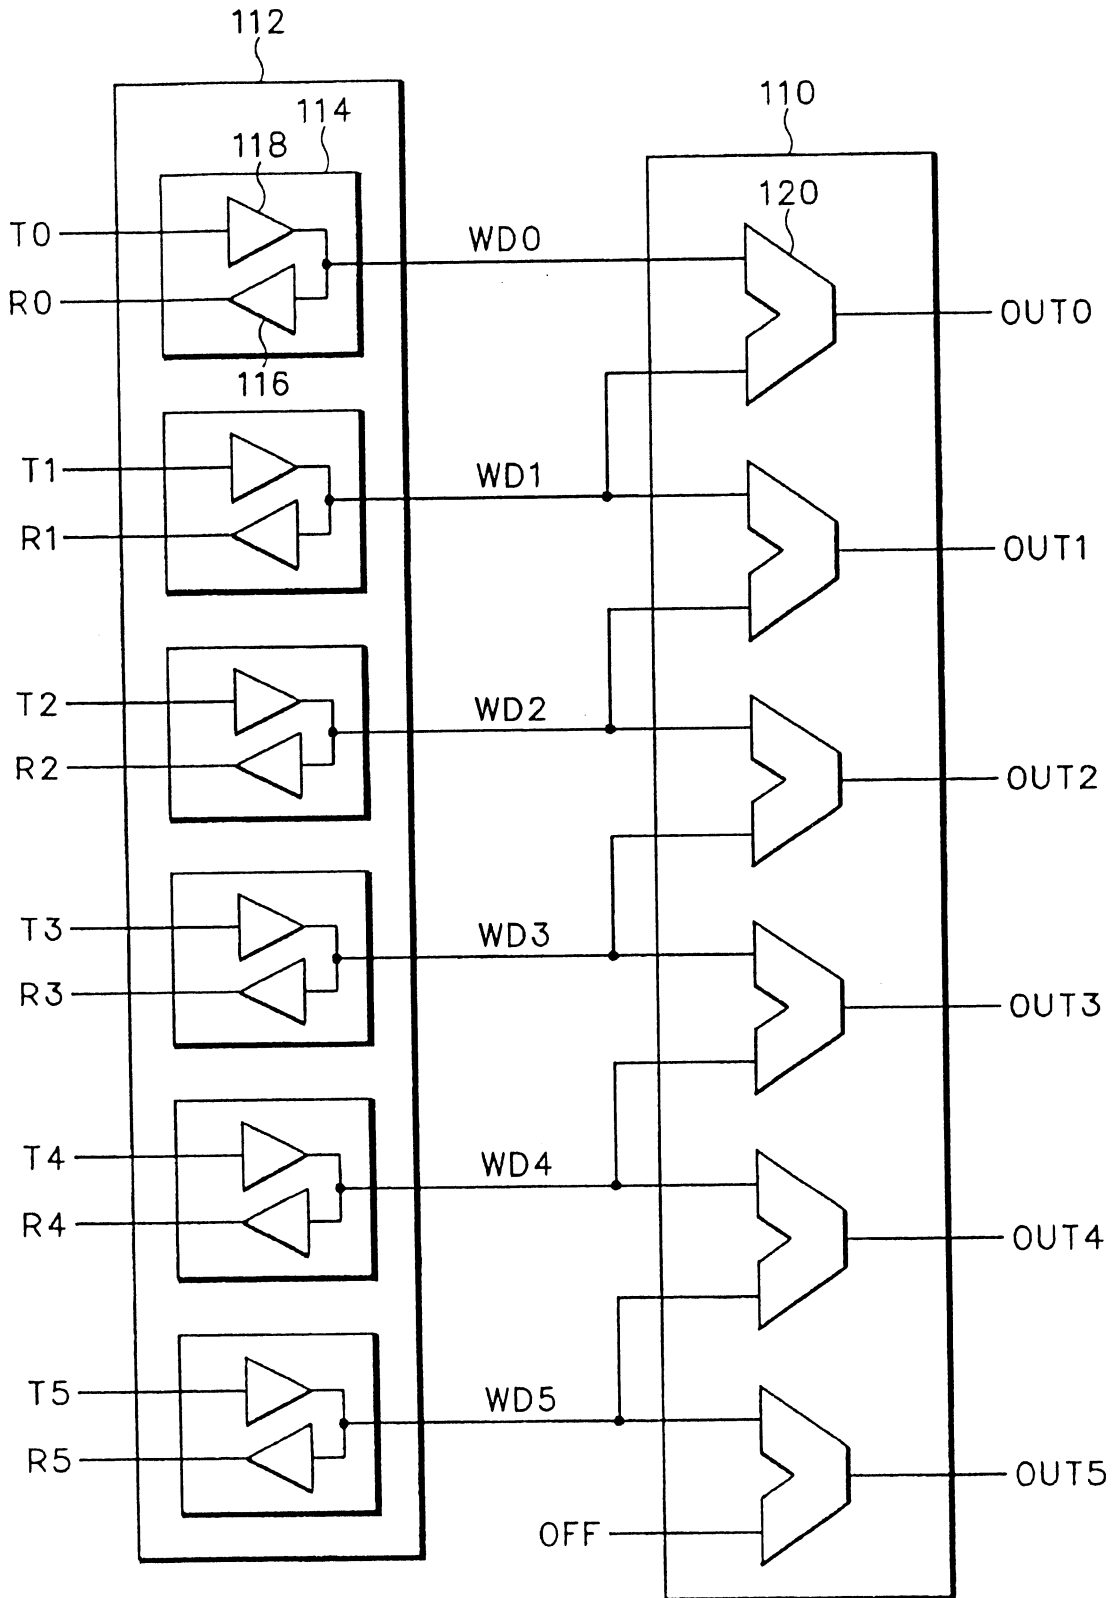 112
114
110
118
120
T0
WD0
R0
OUT0
116
T1
WD1
R1
OUT1
T2
WD2
R2
OUT2
T3
WD3
R3
OUT3
T4
WD4
R4
OUT4
T5
WD5
R5
OUT5
OFF